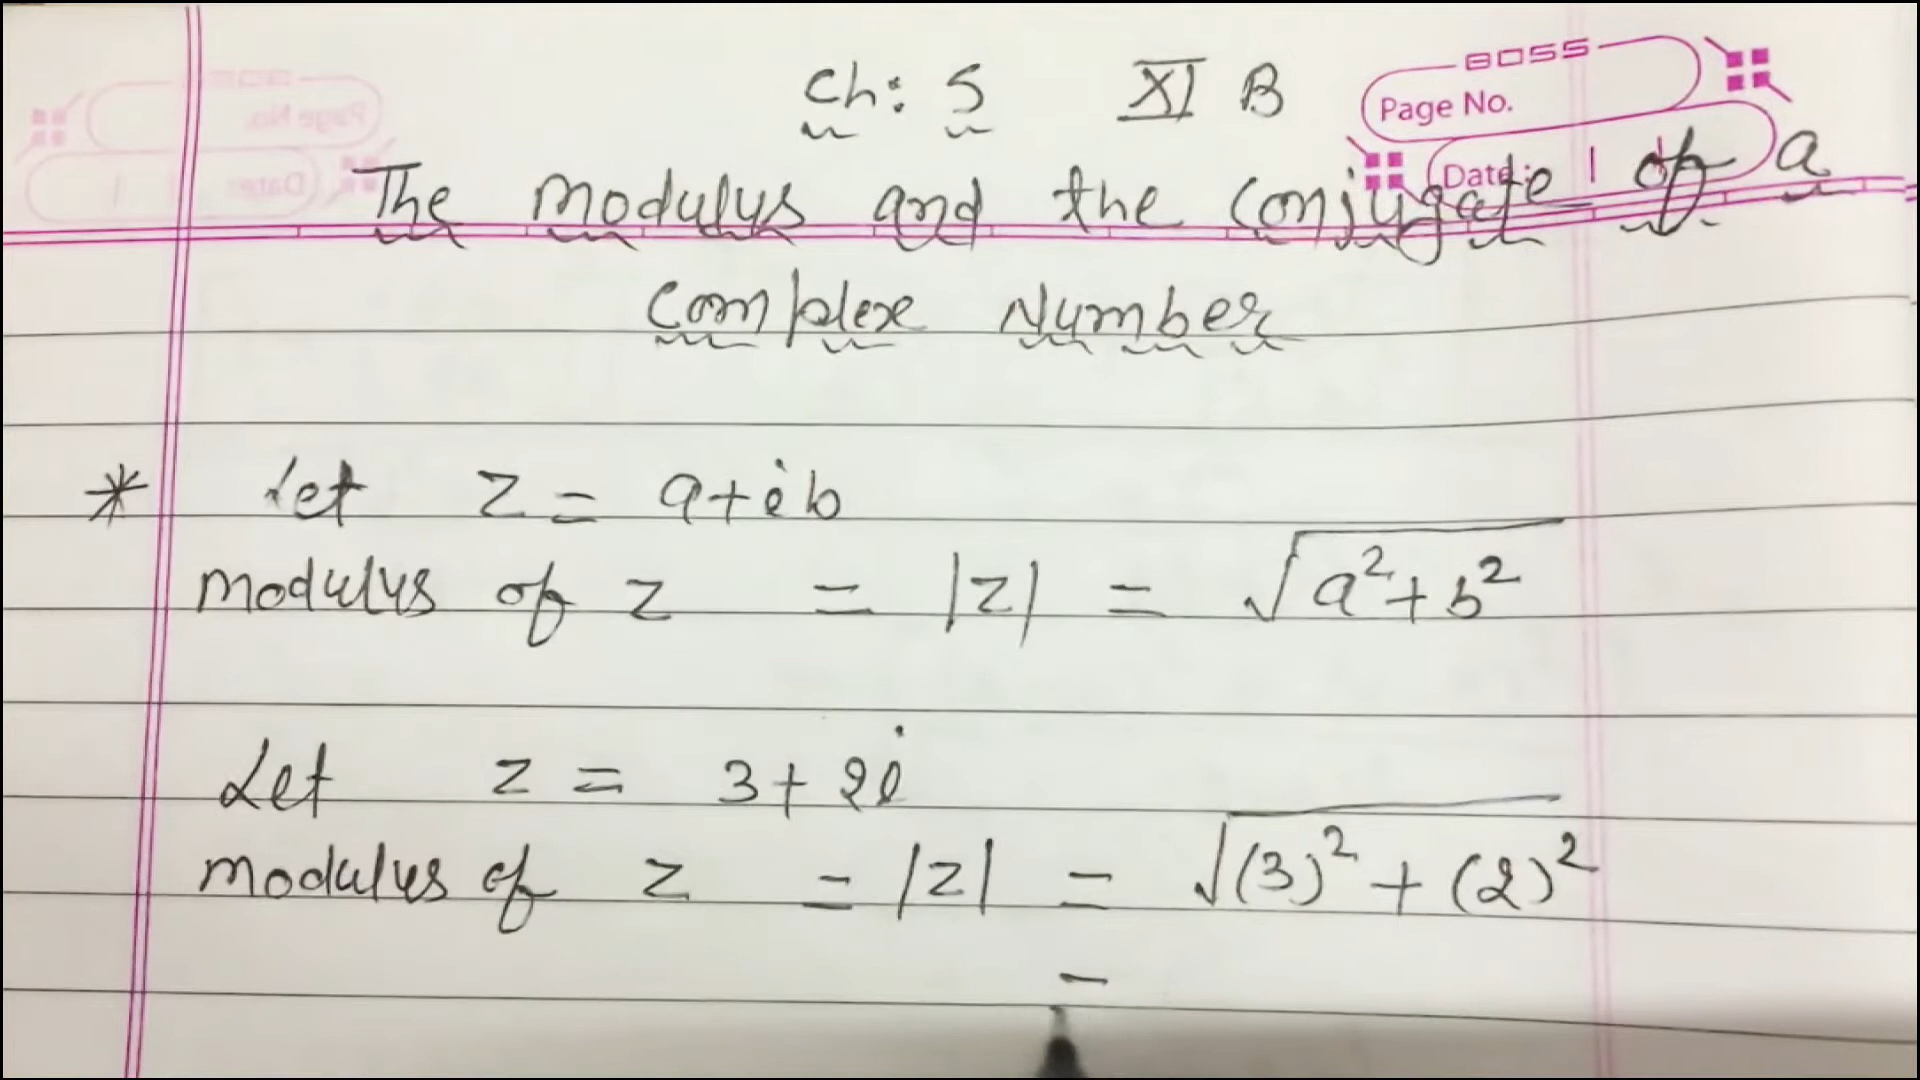 Ch: 5 XI B
BOSS
Page No.
Date:
The modulus and the Conjugate of a
Complex Number
* Let z = a+ib
modulus of z = |z| = √a²+b²
Let z = 3+2i
modulus of z = |z| = √(3)² + (2)²
=